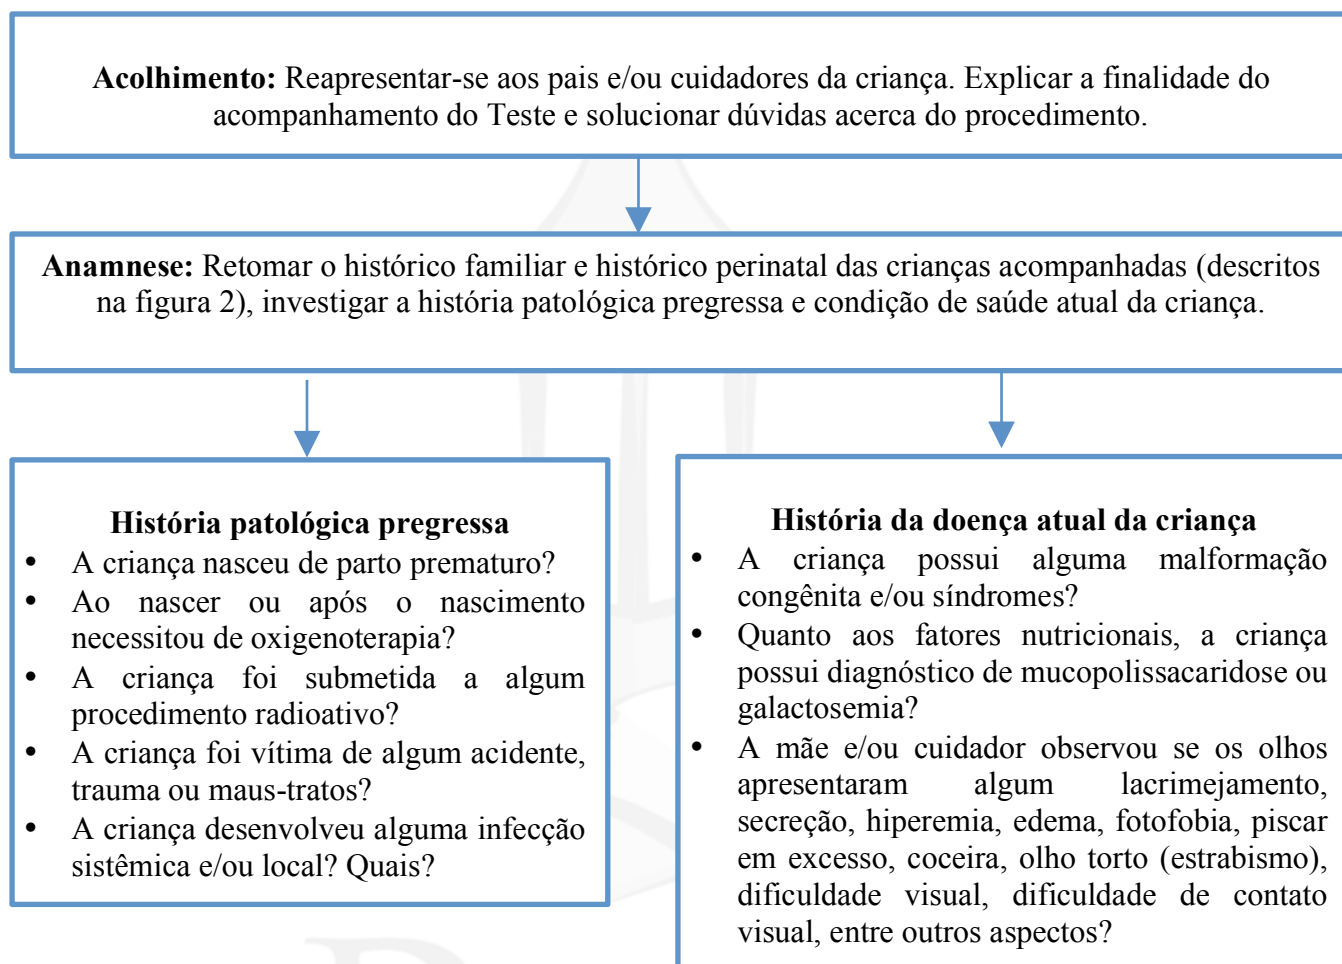 Acolhimento: Reapresentar-se aos pais e/ou cuidadores da criança. Explicar a finalidade do
acompanhamento do Teste e solucionar dúvidas acerca do procedimento.
Anamnese: Retomar o histórico familiar e histórico perinatal das crianças acompanhadas (descritos
na figura 2), investigar a história patológica pregressa e condição de saúde atual da criança.
História patológica pregressa
• A criança nasceu de parto prematuro?
• Ao nascer ou após o nascimento
necessitou de oxigenoterapia?
• A criança foi submetida a algum
procedimento radioativo?
• A criança foi vítima de algum acidente,
trauma ou maus-tratos?
• A criança desenvolveu alguma infecção
sistêmica e/ou local? Quais?
História da doença atual da criança
• A criança possui alguma malformação
congênita e/ou síndromes?
• Quanto aos fatores nutricionais, a criança
possui diagnóstico de mucopolissacaridose ou
galactosemia?
• A mãe e/ou cuidador observou se os olhos
apresentaram algum lacrimejamento,
secreção, hiperemia, edema, fotofobia, piscar
em excesso, coceira, olho torto (estrabismo),
dificuldade visual, dificuldade de contato
visual, entre outros aspectos?